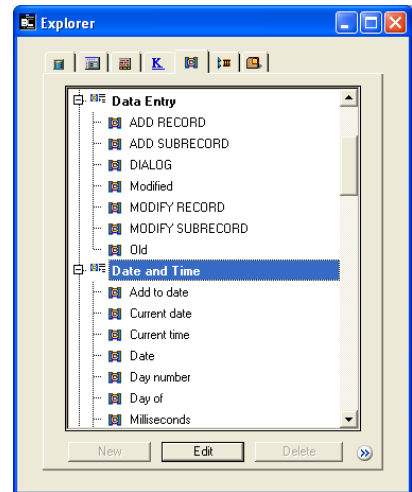 Explorer
K
Data Entry
ADD RECORD
ADD SUBRECORD
DIALOG
Modified
MODIFY RECORD
MODIFY SUBRECORD
Old
Date and Time
Add to date
Current date
Current time
Date
Day number
Day of
Milliseconds
New Edit Delete